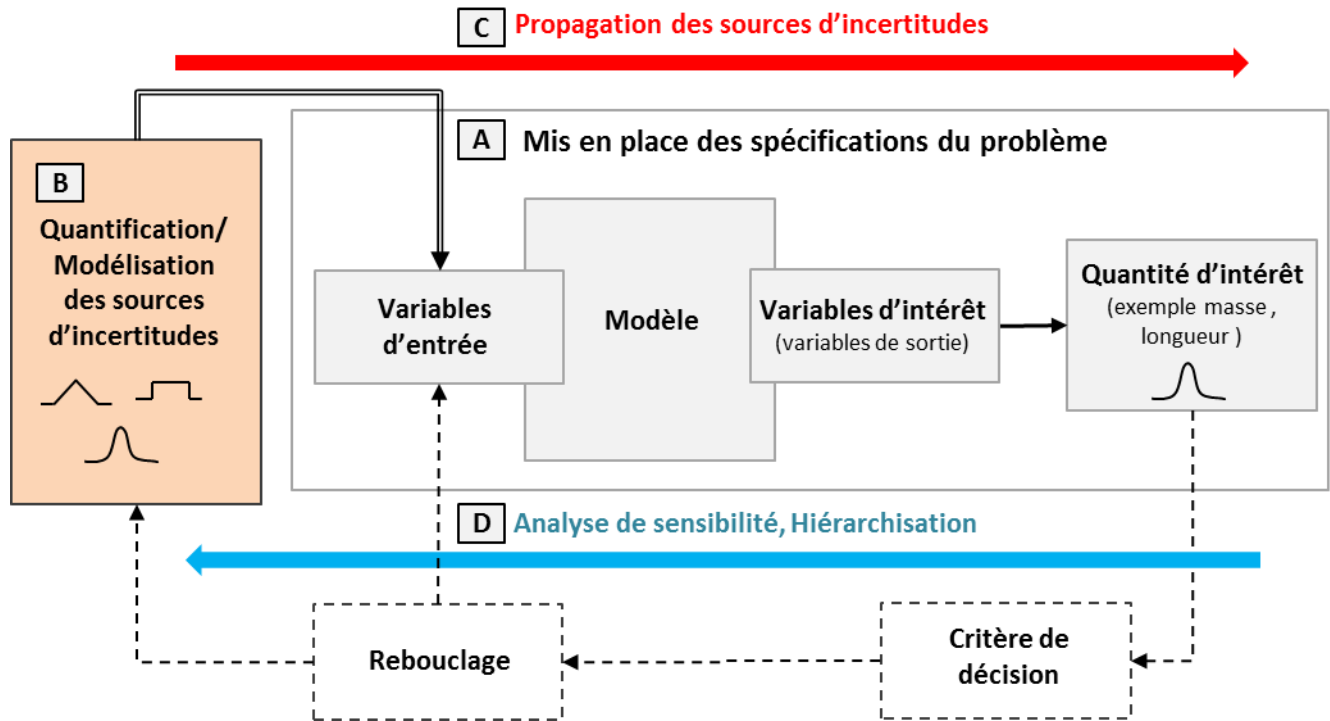 C Propagation des sources d'incertitudes
A Mis en place des spécifications du problème
B
Quantification/
Modélisation
des sources
d'incertitudes
Variables
d'entrée
Modèle
Variables d'intérêt
(variables de sortie)
Quantité d'intérêt
(exemple masse ,
longueur )
D Analyse de sensibilité, Hiérarchisation
Rebouclage
Critère de
décision